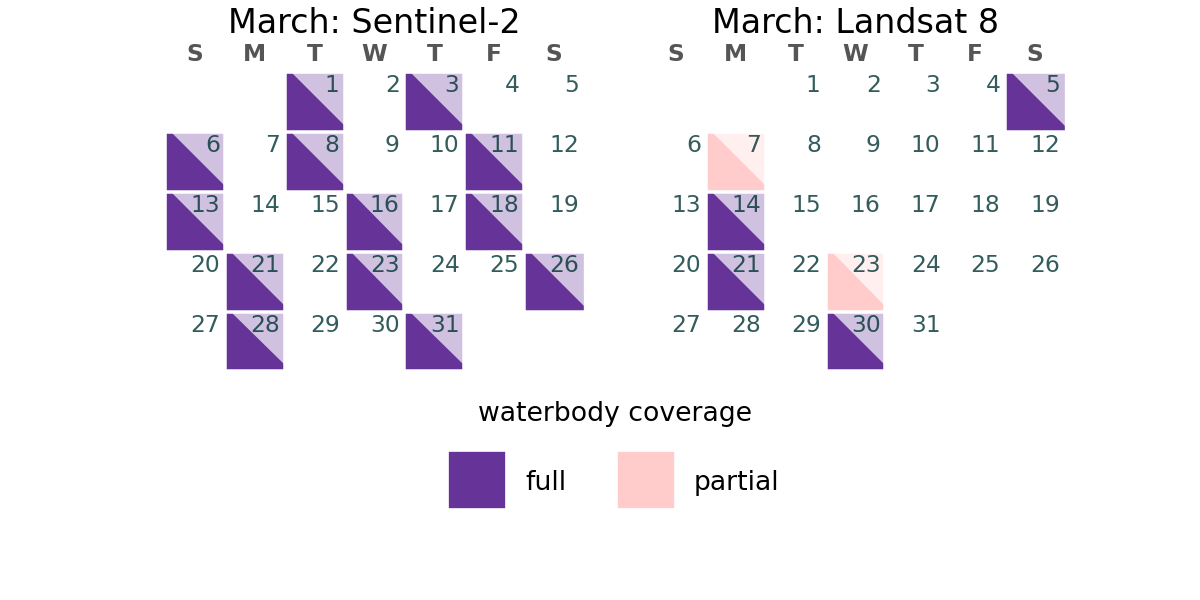 March: Sentinel-2
S M T W T F S
1 2 3 4 5
6 7 8 9 10 11 12
13 14 15 16 17 18 19
20 21 22 23 24 25 26
27 28 29 30 31
March: Landsat 8
S M T W T F S
1 2 3 4 5
6 7 8 9 10 11 12
13 14 15 16 17 18 19
20 21 22 23 24 25 26
27 28 29 30 31
waterbody coverage
full
partial